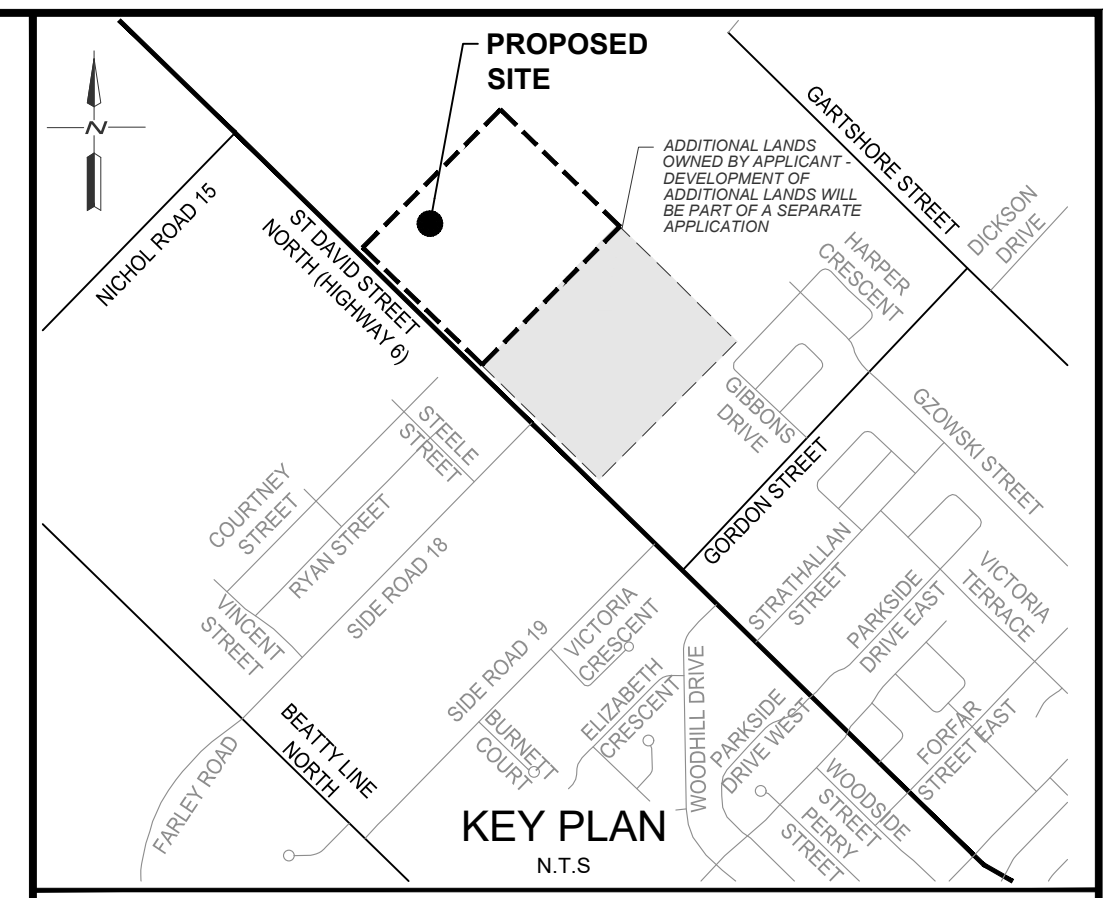 PROPOSED
SITE
N
ADDITIONAL LANDS
OWNED BY APPLICANT -
DEVELOPMENT OF
ADDITIONAL LANDS WILL
BE PART OF A SEPARATE
APPLICATION
GARTSHORE STREET
DICKSON
DRIVE
NICHOL ROAD 15
ST DAVID STREET
NORTH (HIGHWAY 6)
HARPER
CRESCENT
GIBBONS
DRIVE
GZOWSKI STREET
STEELE
STREET
GORDON STREET
COURTNEY
STREET
RYAN STREET
SIDE ROAD 18
STRATHALLAN
STREET
VICTORIA
TERRACE
PARKSIDE
DRIVE EAST
VINCENT
STREET
SIDE ROAD 19
VICTORIA
CRESCENT
ELIZABETH
CRESCENT
WOODHILL DRIVE
BURNETT
COURT
PARKSIDE
DRIVE WEST
FORFAR
STREET EAST
BEATTY LINE
NORTH
FARLEY ROAD
WOODSIDE
STREET
PERRY
STREET
KEY PLAN
N.T.S